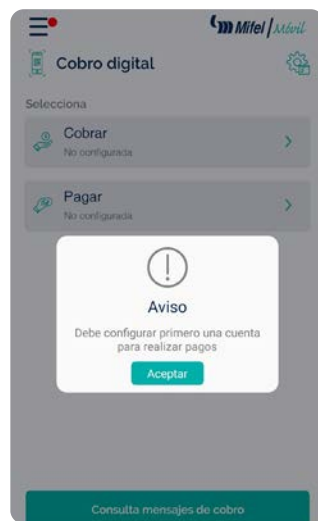 Mifel | Móvil
Cobro digital
Selecciona
Cobrar
No configurada
Pagar
No configurada
Aviso
Debe configurar primero una cuenta
para realizar pagos
Aceptar
Consulta mensajes de cobro